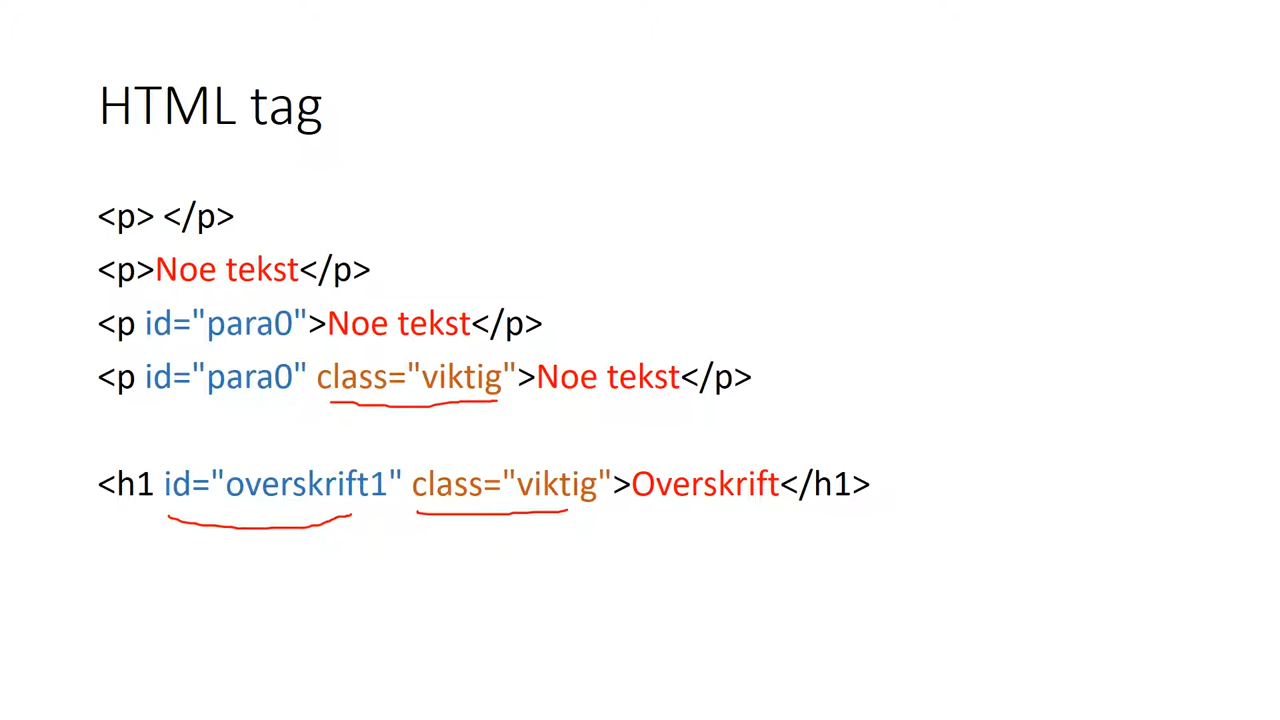 HTML tag
<p> </p>
<p>Noe tekst</p>
<p id="para0">Noe tekst</p>
<p id="para0" class="viktig">Noe tekst</p>
<h1 id="overskrift1" class="viktig">Overskrift</h1>